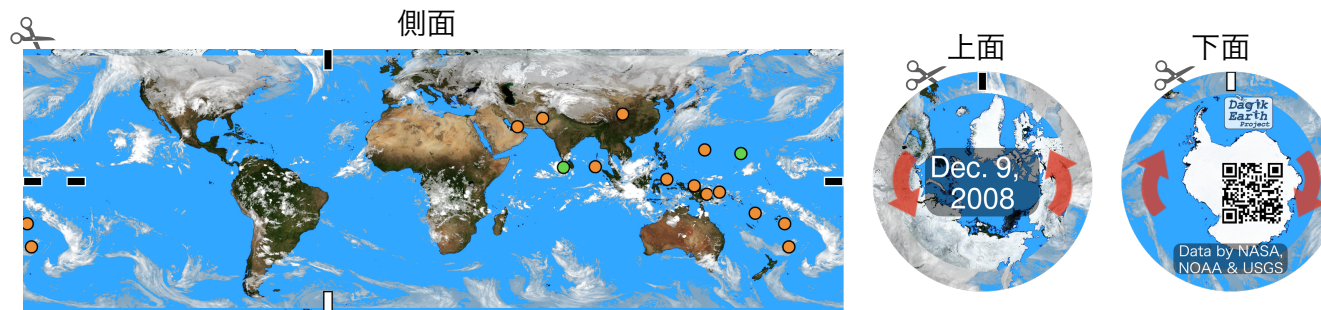 側面
上面
下面
Dec. 9,
2008
Dagik
Earth
Project
Data by NASA,
NOAA & USGS